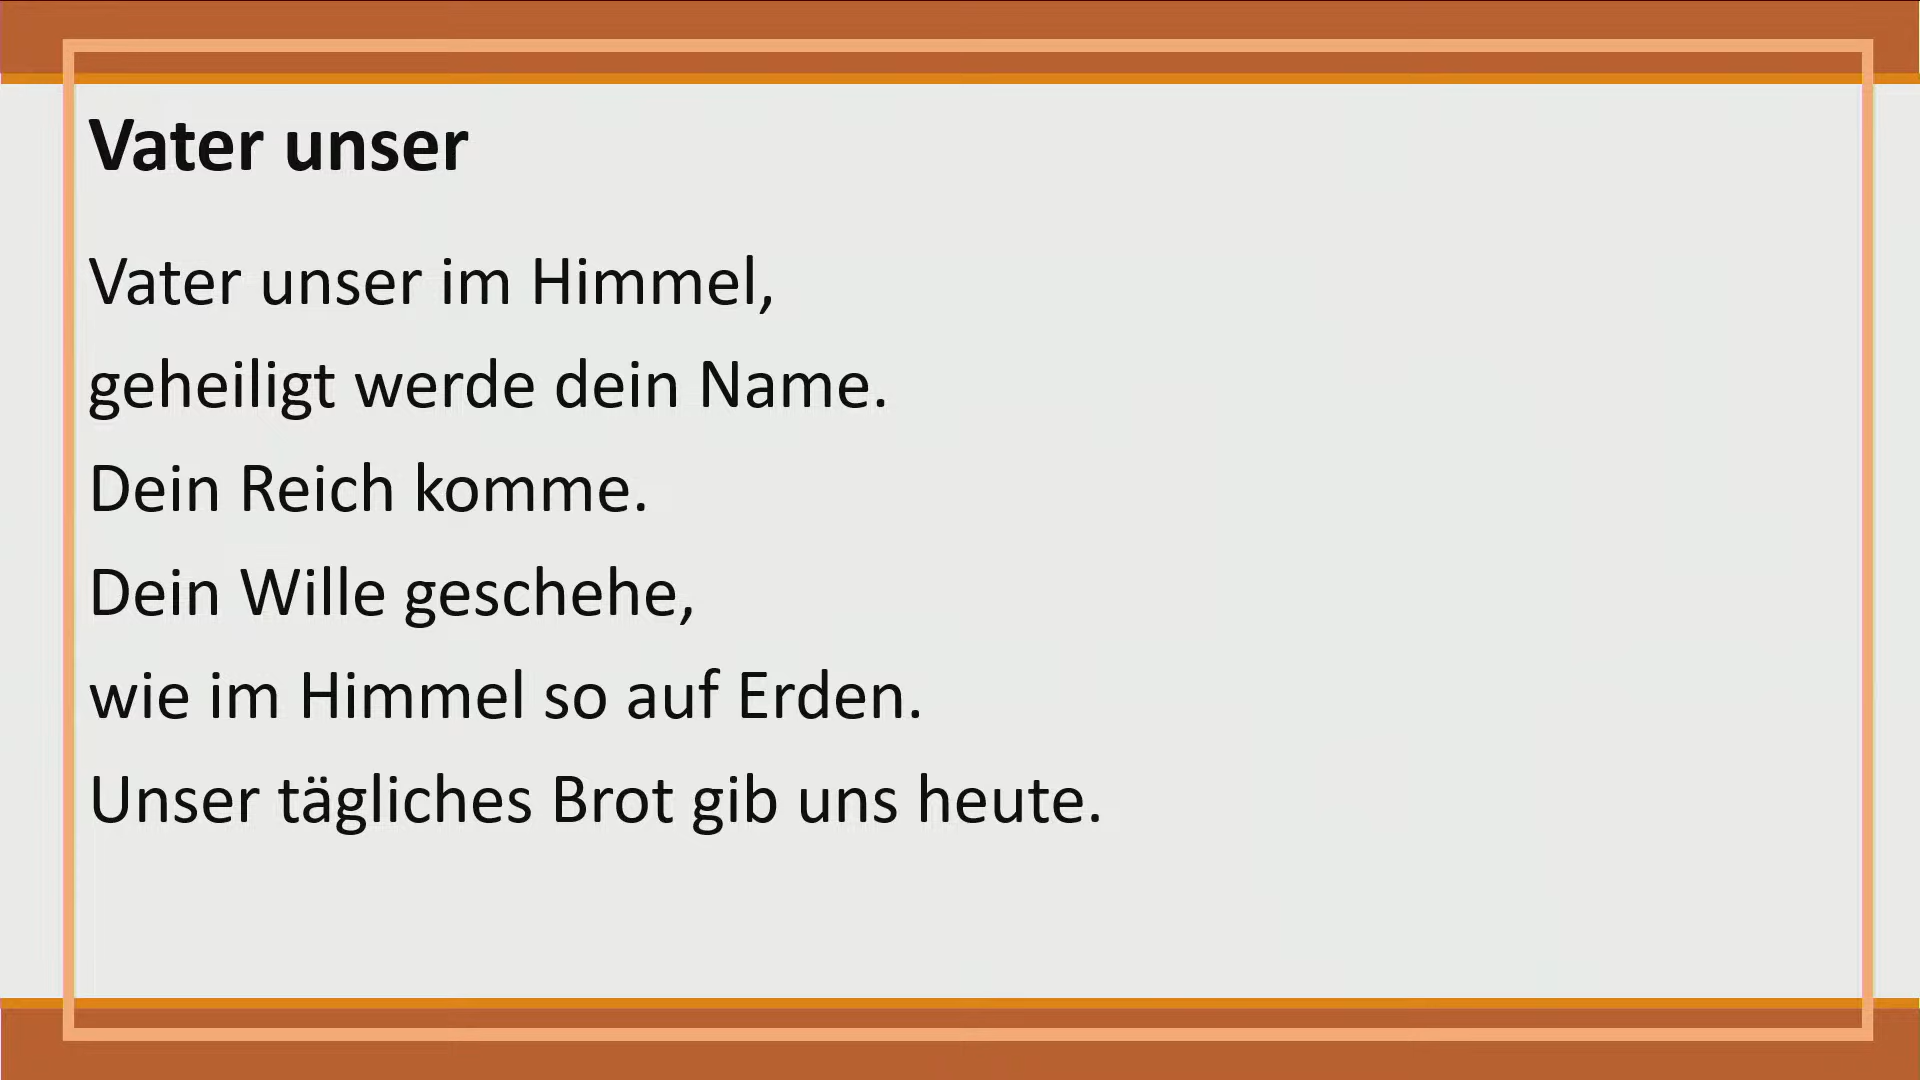 Vater unser
Vater unser im Himmel,
geheiligt werde dein Name.
Dein Reich komme.
Dein Wille geschehe,
wie im Himmel so auf Erden.
Unser tägliches Brot gib uns heute.